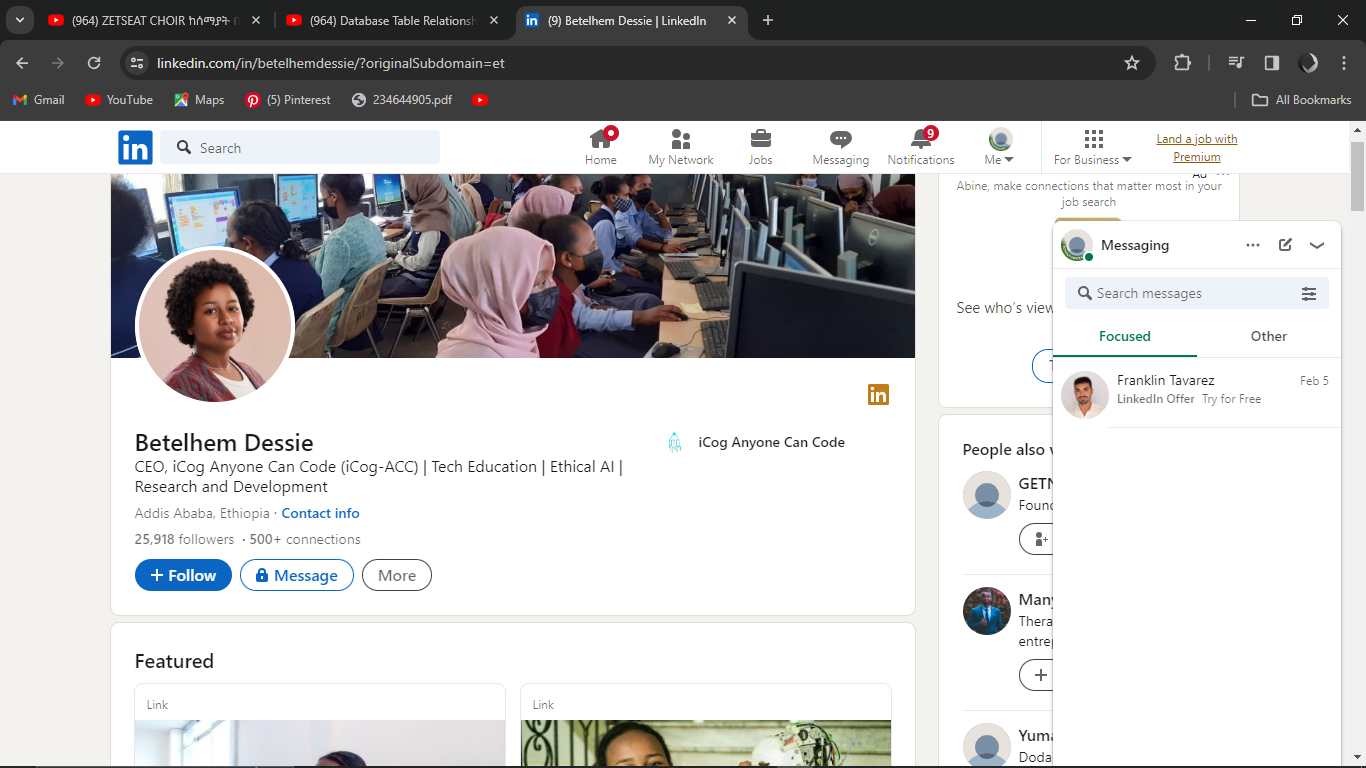 (964) ZETSEAT CHOIR ከሰማያት
(964) Database Table Relationsh
(9) Betelhem Dessie | LinkedIn
linkedin.com/in/betelhemdessie/?originalSubdomain=et
Gmail
YouTube
Maps
(5) Pinterest
234644905.pdf
All Bookmarks
in
Search
Home
My Network
Jobs
Messaging
9
Notifications
Me
For Business
Land a job with
Premium
Ad
Abine, make connections that matter most in your
job search
See who's view
Messaging
Search messages
Focused
Other
Franklin Tavarez
Feb 5
LinkedIn Offer Try for Free
in
Betelhem Dessie
iCog Anyone Can Code
CEO, iCog Anyone Can Code (iCog-ACC) | Tech Education | Ethical AI |
Research and Development
Addis Ababa, Ethiopia · Contact info
25,918 followers · 500+ connections
+ Follow
Message
More
People also
GETN
Found
Many
Thera
entrep
Yuma
Doda
Featured
Link
Link